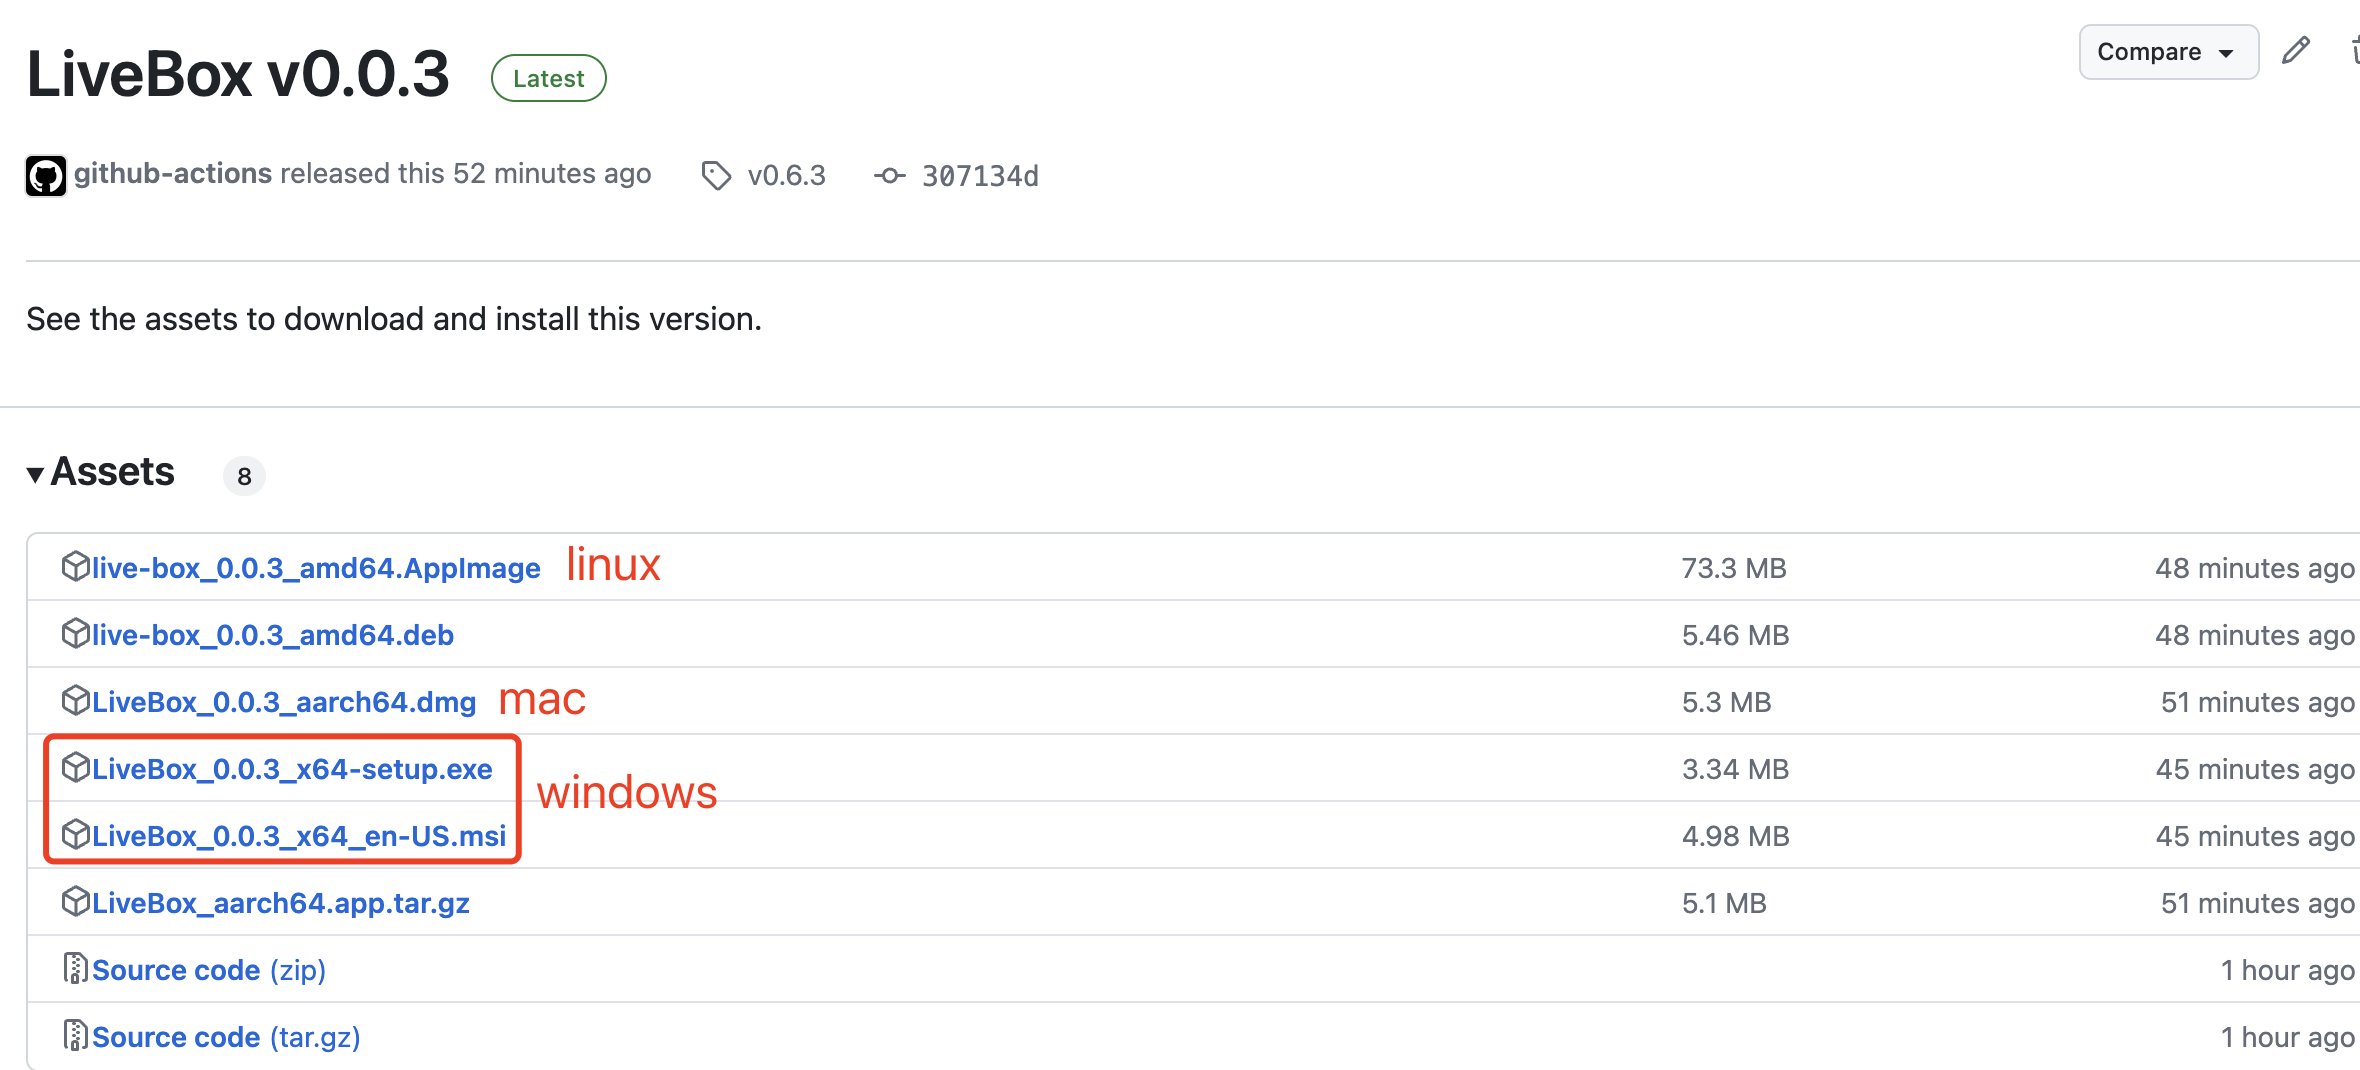 LiveBox v0.0.3 Latest Compare
github-actions released this 52 minutes ago v0.6.3 307134d
See the assets to download and install this version.
Assets 8
live-box_0.0.3_amd64.AppImage linux 73.3 MB 48 minutes ago
live-box_0.0.3_amd64.deb 5.46 MB 48 minutes ago
LiveBox_0.0.3_aarch64.dmg mac 5.3 MB 51 minutes ago
LiveBox_0.0.3_x64-setup.exe 3.34 MB 45 minutes ago
windows
LiveBox_0.0.3_x64_en-US.msi 4.98 MB 45 minutes ago
LiveBox_aarch64.app.tar.gz 5.1 MB 51 minutes ago
Source code (zip) 1 hour ago
Source code (tar.gz) 1 hour ago